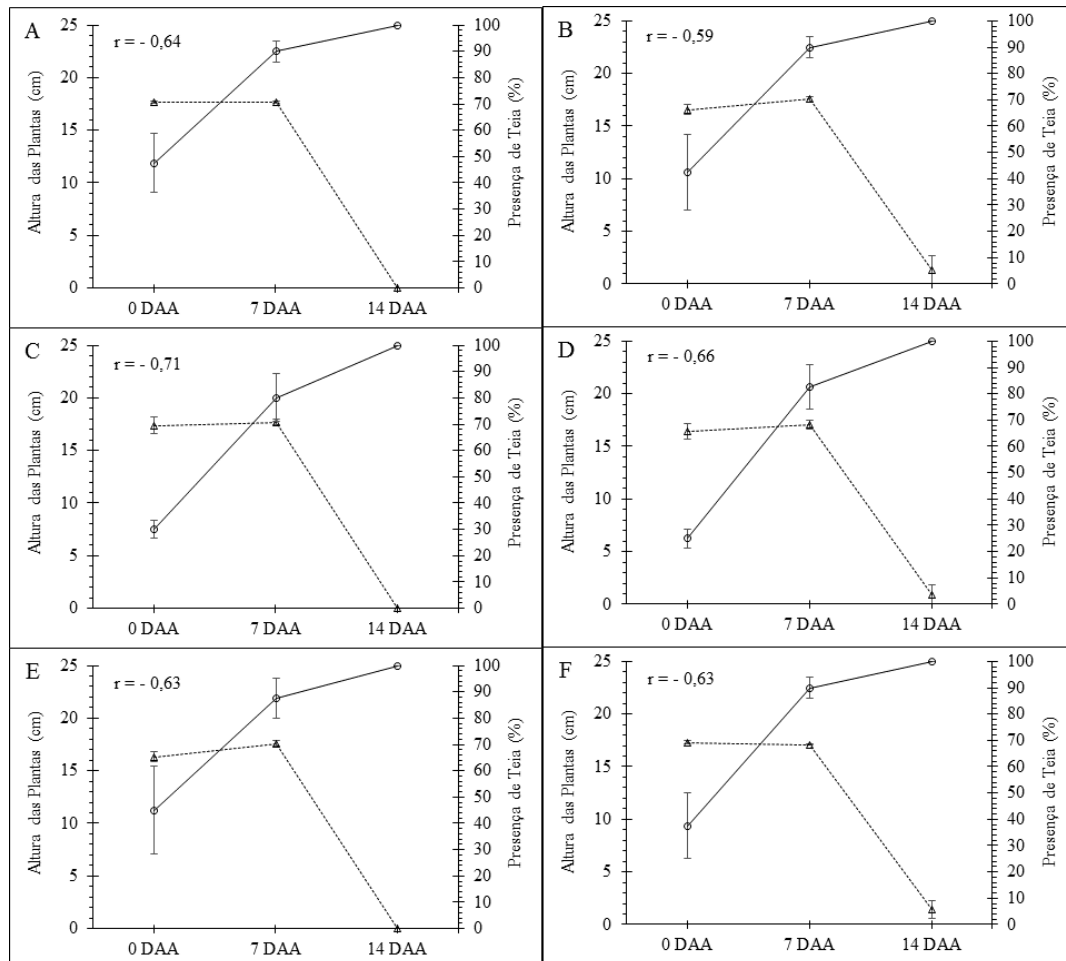 A
r = - 0,64
Altura das Plantas (cm)
25
20
15
10
5
0
0 DAA
7 DAA
14 DAA
100
90
80
70
60
50
40
30
20
10
0
Presença de Teia (%)
B
r = - 0,59
Altura das Plantas (cm)
25
20
15
10
5
0
0 DAA
7 DAA
14 DAA
100
90
80
70
60
50
40
30
20
10
0
Presença de Teia (%)
C
r = - 0,71
Altura das Plantas (cm)
25
20
15
10
5
0
0 DAA
7 DAA
14 DAA
100
90
80
70
60
50
40
30
20
10
0
Presença de Teia (%)
D
r = - 0,66
Altura das Plantas (cm)
25
20
15
10
5
0
0 DAA
7 DAA
14 DAA
100
90
80
70
60
50
40
30
20
10
0
Presença de Teia (%)
E
r = - 0,63
Altura das Plantas (cm)
25
20
15
10
5
0
0 DAA
7 DAA
14 DAA
100
90
80
70
60
50
40
30
20
10
0
Presença de Teia (%)
F
r = - 0,63
Altura das Plantas (cm)
25
20
15
10
5
0
0 DAA
7 DAA
14 DAA
100
90
80
70
60
50
40
30
20
10
0
Presença de Teia (%)